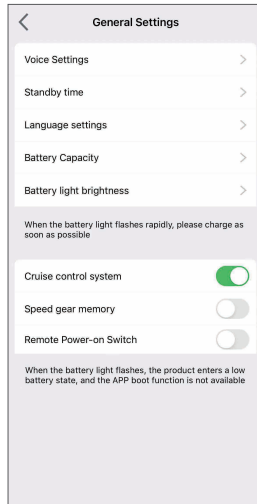 General Settings
Voice Settings
Standby time
Language settings
Battery Capacity
Battery light brightness
When the battery light flashes rapidly, please charge as
soon as possible
Cruise control system
Speed gear memory
Remote Power-on Switch
When the battery light flashes, the product enters a low
battery state, and the APP boot function is not available